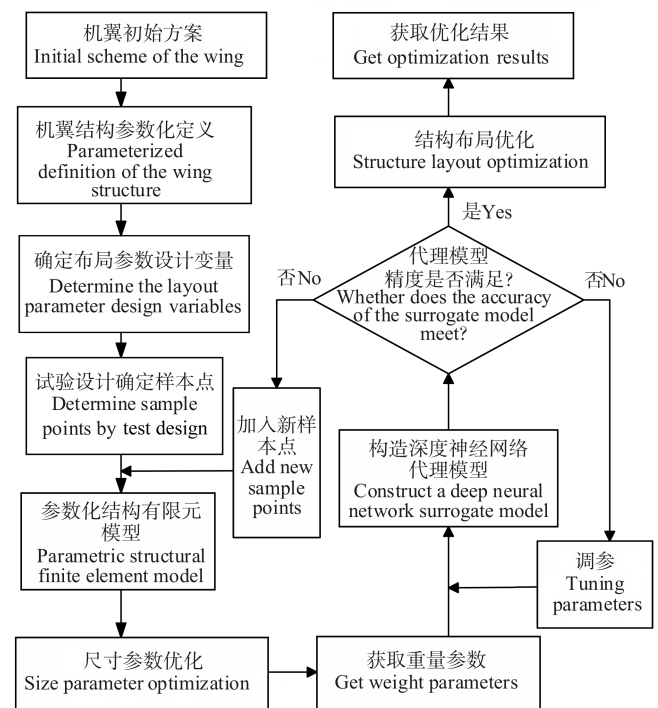 机翼初始方案
Initial scheme of the wing
机翼结构参数化定义
Parameterized
definition of the wing
structure
确定布局参数设计变量
Determine the layout
parameter design variables
试验设计确定样本点
Determine sample
points by test design
参数化结构有限元
模型
Parametric structural
finite element model
尺寸参数优化
Size parameter optimization
获取重量参数
Get weight parameters
构造深度神经网络
代理模型
Construct a deep neural
network surrogate model
代理模型
精度是否满足?
Whether does the accuracy
of the surrogate model
meet?
否No
加入新样
本点
Add new
sample
points
否No
调参
Tuning
parameters
是Yes
结构布局优化
Structure layout optimization
获取优化结果
Get optimization results